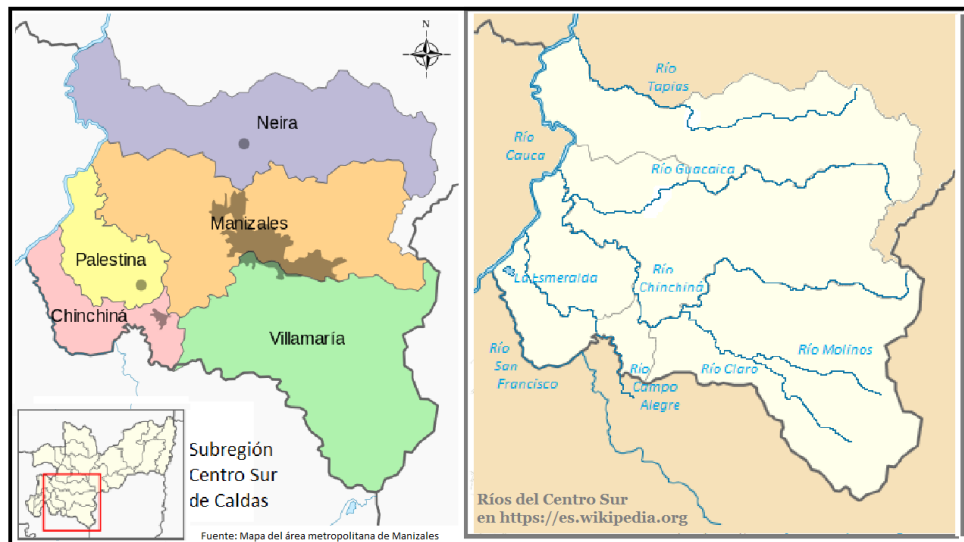 N
Neira
Manizales
Palestina
Chinchiná
Villamaría
Subregión
Centro Sur
de Caldas
Fuente: Mapa del área metropolitana de Manizales
Río
Tapias
Río
Cauca
Río Guacaica
La Esmeralda
Río
Chinchiná
Río
San
Francisco
Río
Campo
Alegre
Río Claro
Río Molinos
Ríos del Centro Sur
en https://es.wikipedia.org